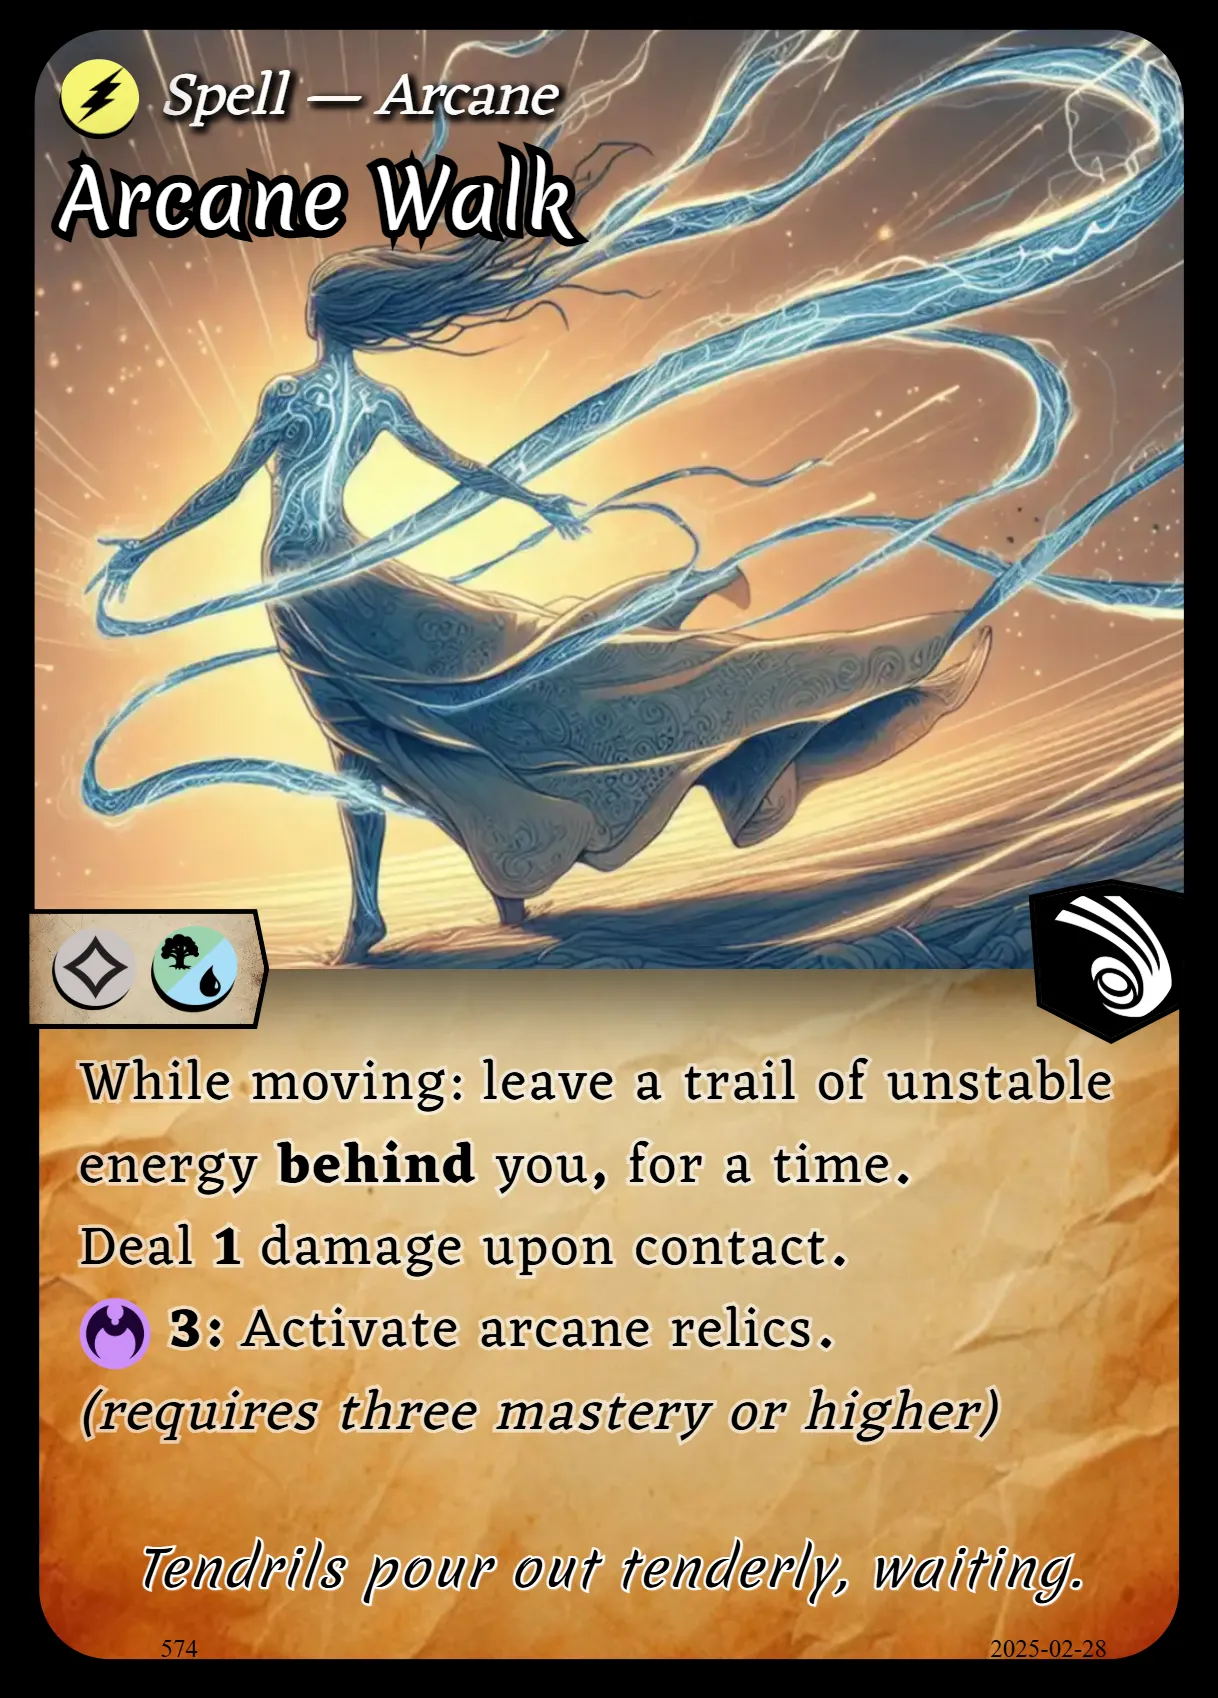 Spell — Arcane
Arcane Walk
While moving: leave a trail of unstable
energy behind you, for a time.
Deal 1 damage upon contact.
3: Activate arcane relics.
(requires three mastery or higher)
Tendrils pour out tenderly, waiting.
574
2025-02-28